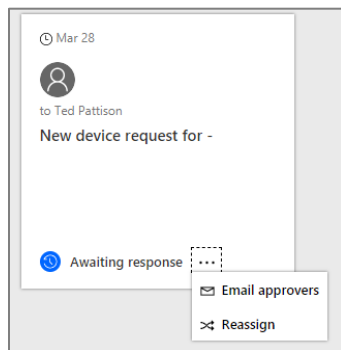 Mar 28
to Ted Pattison
New device request for -
Awaiting response ...
Email approvers
Reassign